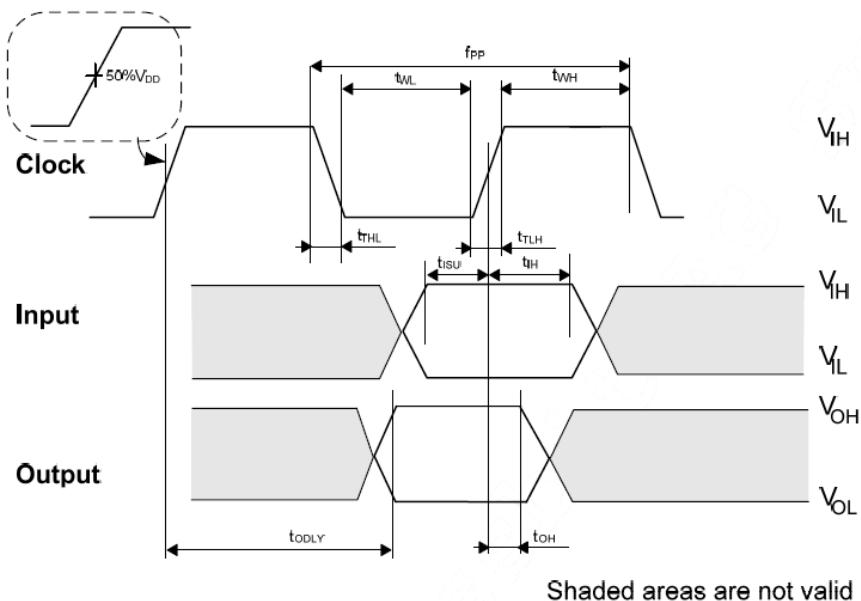 50%VDD
fPP
tWL
tWH
VIH
Clock
VIL
tTHL
tTLH
tISU
tIH
VIH
Input
VIL
VOH
Output
VOL
tODLY
tOH
Shaded areas are not valid